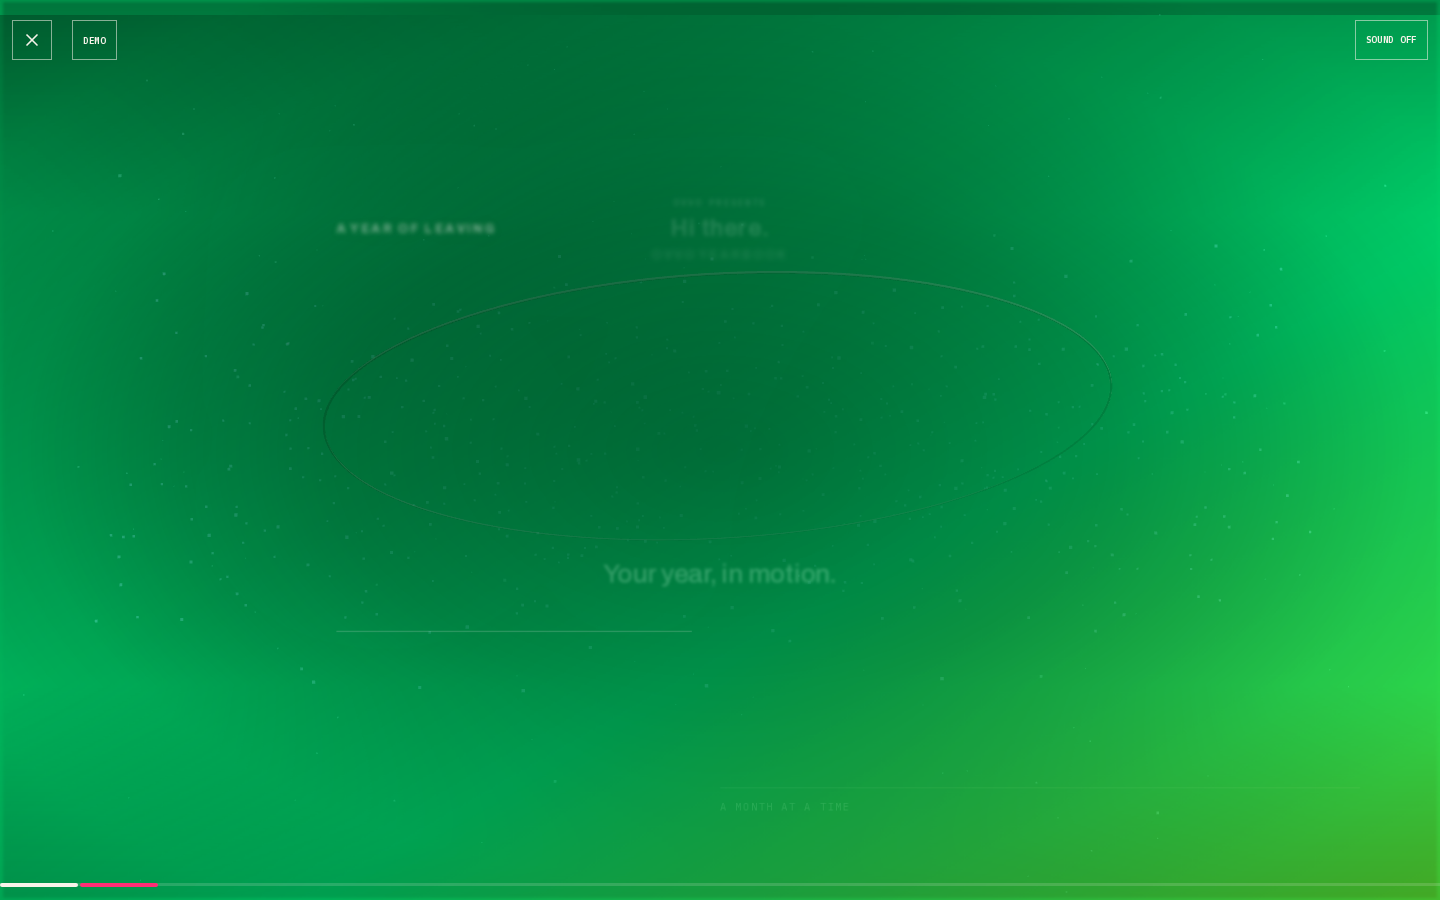 DEMO
SOUND OFF
A YEAR OF LEAVING
Hi there.
Your year, in motion.
A MONTH AT A TIME